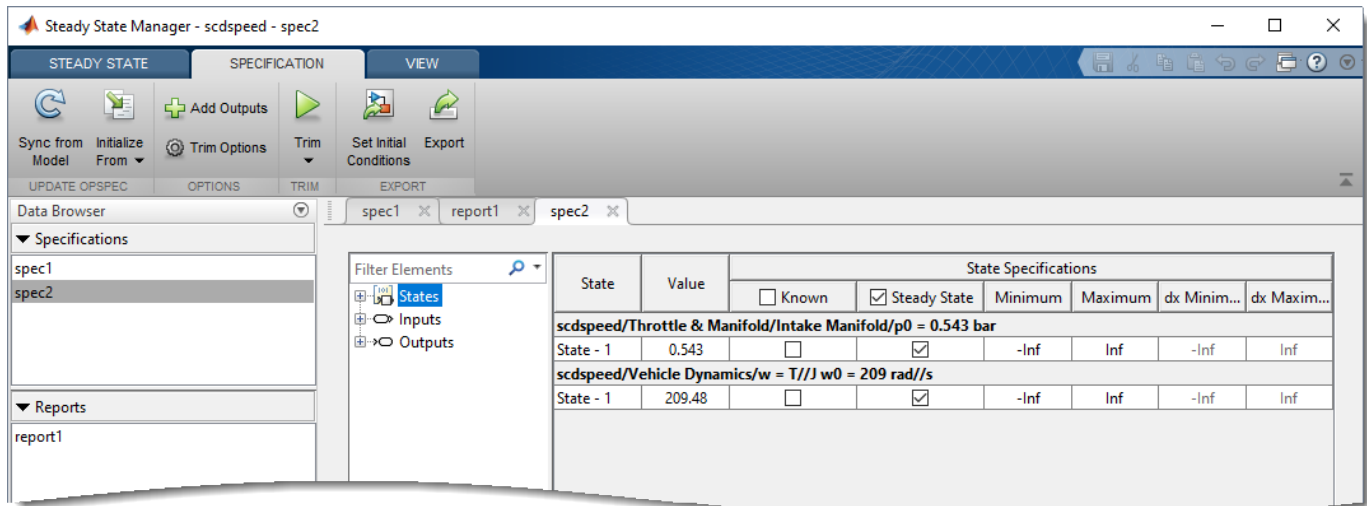 Steady State Manager - scdspeed - spec2
STEADY STATE SPECIFICATION VIEW
Add Outputs
Sync from Model Initialize From Trim Options Trim Set Initial Conditions Export
UPDATE OPSPEC OPTIONS TRIM EXPORT
Data Browser
spec1 report1 spec2
Specifications
spec1
spec2
Reports
report1
Filter Elements
States
Inputs
Outputs
State Value State Specifications
Known Steady State Minimum Maximum dx Minim... dx Maxim...
scdspeed/Throttle & Manifold/Intake Manifold/p0 = 0.543 bar
State - 1 0.543 -Inf Inf -Inf Inf
scdspeed/Vehicle Dynamics/w = T//J w0 = 209 rad//s
State - 1 209.48 -Inf Inf -Inf Inf